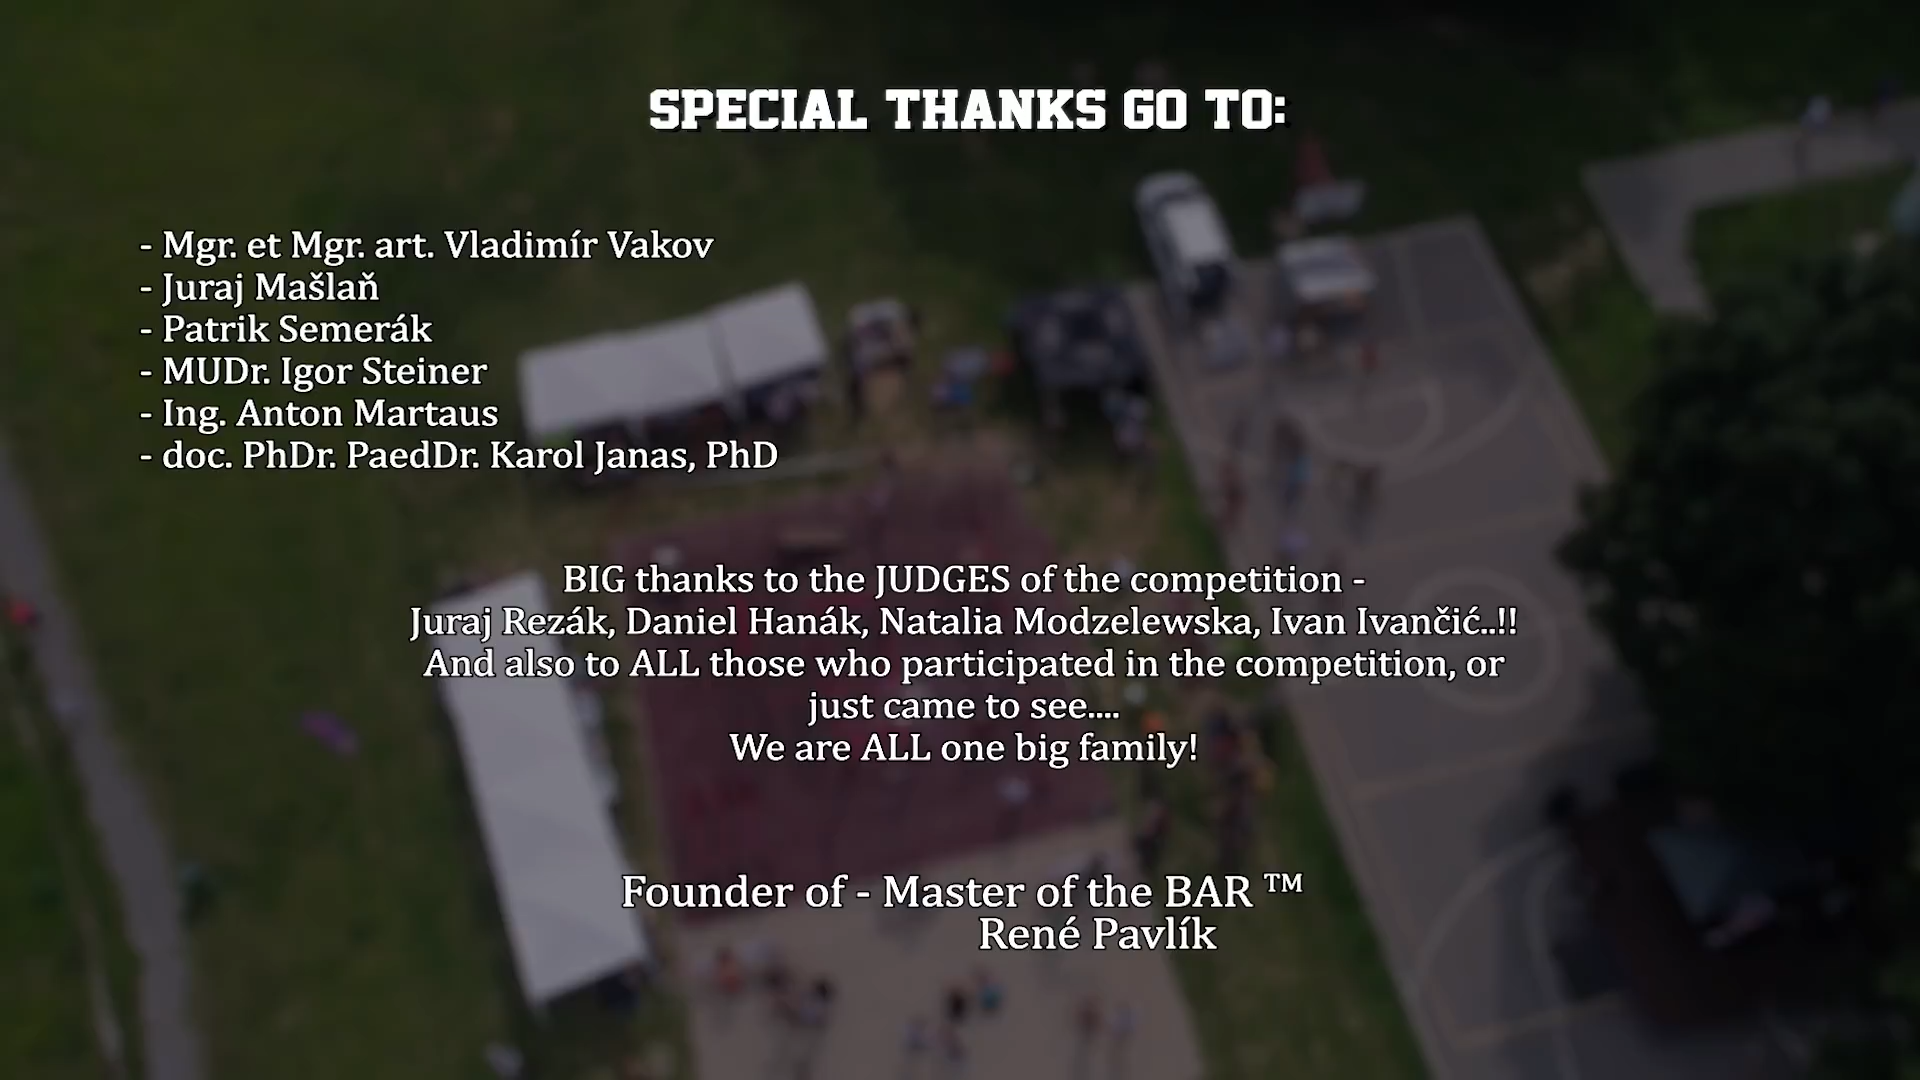 SPECIAL THANKS GO TO:
- Mgr. et Mgr. art. Vladimír Vakov
- Juraj Mašlaň
- Patrik Semerák
- MUDr. Igor Steiner
- Ing. Anton Martaus
- doc. PhDr. PaedDr. Karol Janas, PhD
BIG thanks to the JUDGES of the competition -
Juraj Rezák, Daniel Hanák, Natalia Modzelewska, Ivan Ivančić..!!
And also to ALL those who participated in the competition, or
just came to see....
We are ALL one big family!
Founder of - Master of the BAR ™
René Pavlík